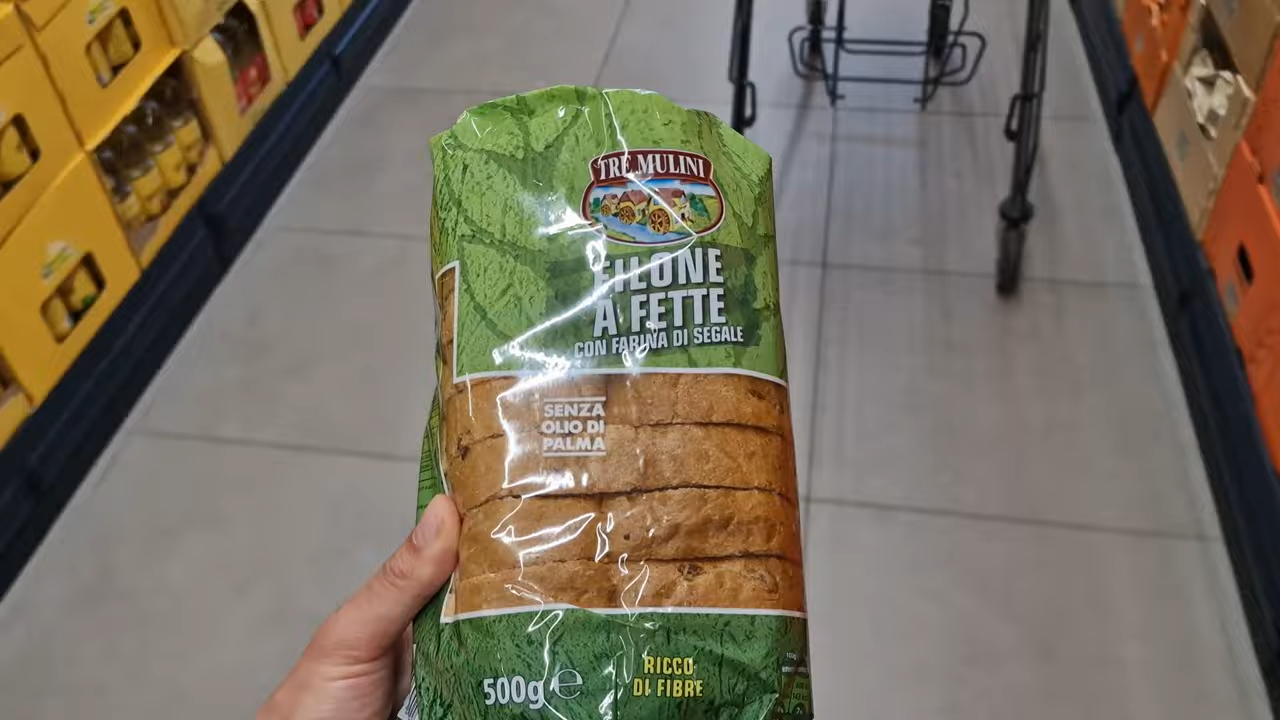 TRE MULINI
FILONE
A FETTE
CON FARINA DI SEGALE
SENZA
OLIO DI
PALMA
500g e
RICCO
DI FIBRE